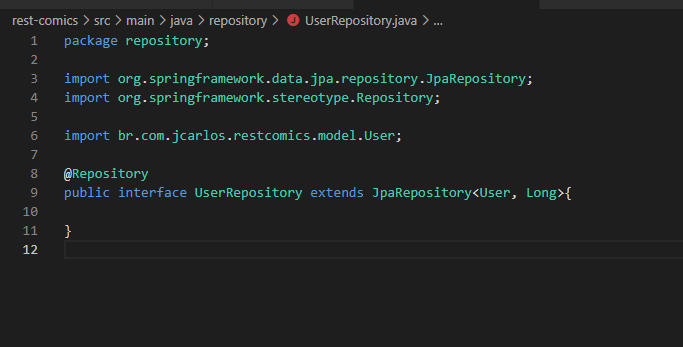 rest-comics > src > main > java > repository > J UserRepository.java > ...
1 package repository;
2
3 import org.springframework.data.jpa.repository.JpaRepository;
4 import org.springframework.stereotype.Repository;
5
6 import br.com.jcarlos.restcomics.model.User;
7
8 @Repository
9 public interface UserRepository extends JpaRepository<User, Long>{
10
11 }
12